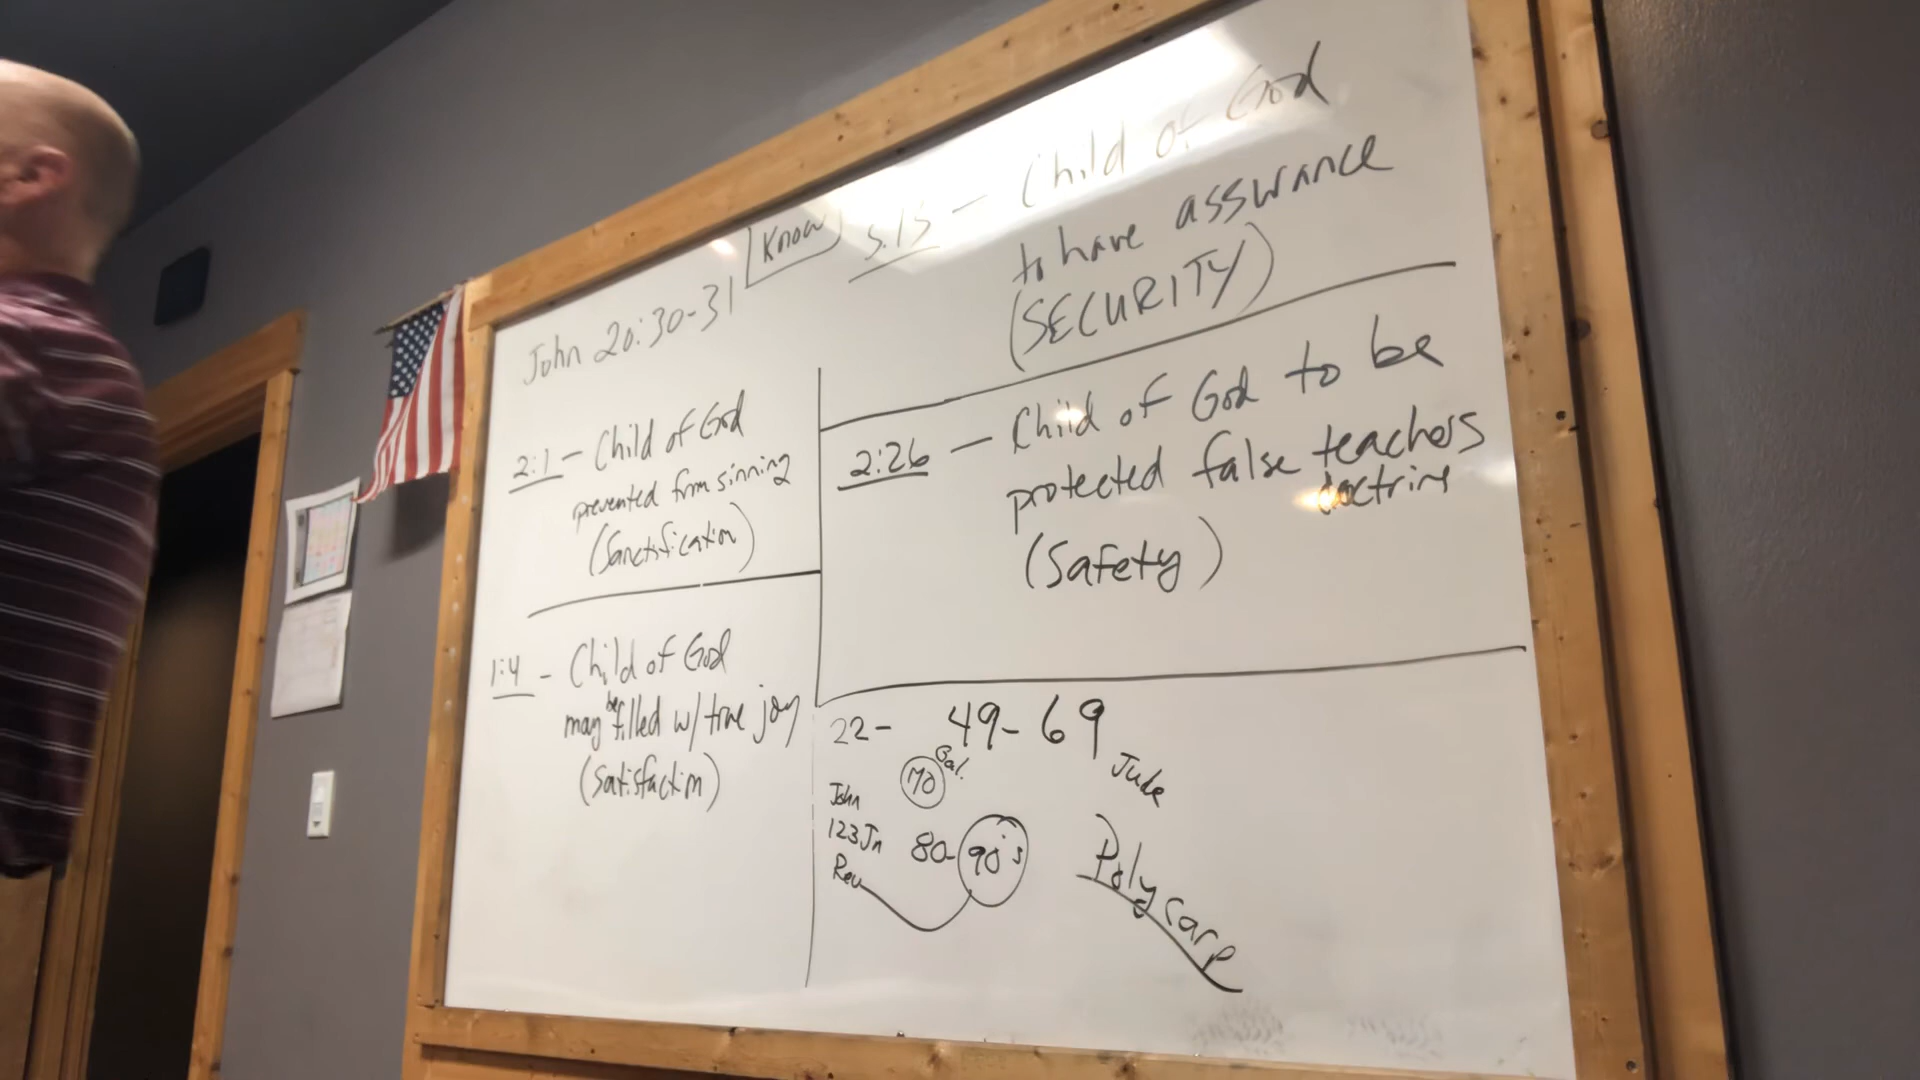 John 20:30-31
Know
5:13 - Child of God
to have assurance
(SECURITY)
2:1 - Child of God
prevented from sinning
(Sanctification)
2:26 - Child of God to be
protected false teachers
doctrine
(Safety)
1:4 - Child of God
may be filled w/ true joy
(Satisfaction)
22- 49-69
70 Gal.
Jude
John
123Jn 80-90's
Rev
Polycarp